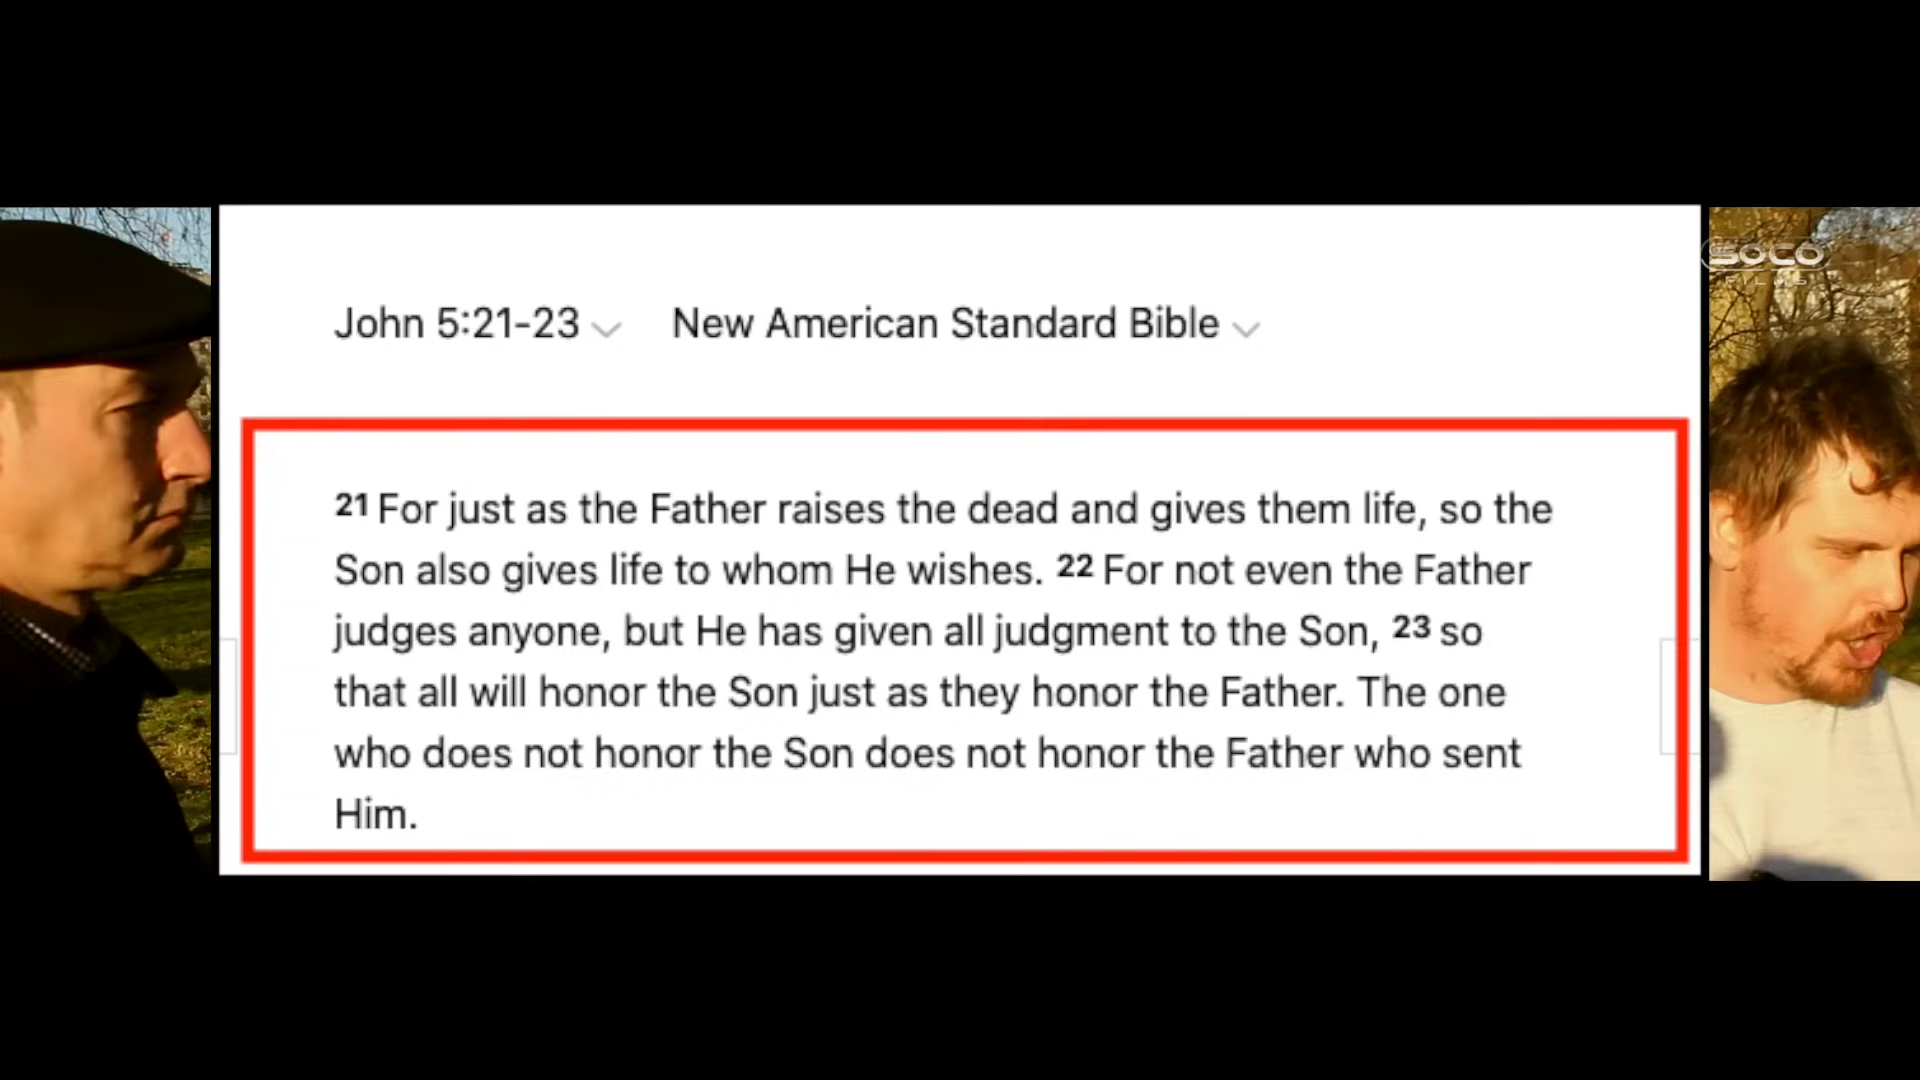 SOCO
FILMS
John 5:21-23 New American Standard Bible
21 For just as the Father raises the dead and gives them life, so the
Son also gives life to whom He wishes. 22 For not even the Father
judges anyone, but He has given all judgment to the Son, 23 so
that all will honor the Son just as they honor the Father. The one
who does not honor the Son does not honor the Father who sent
Him.